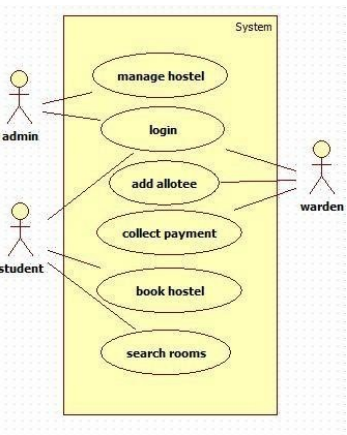 System
manage hostel
admin
login
add allotee
warden
collect payment
student
book hostel
search rooms